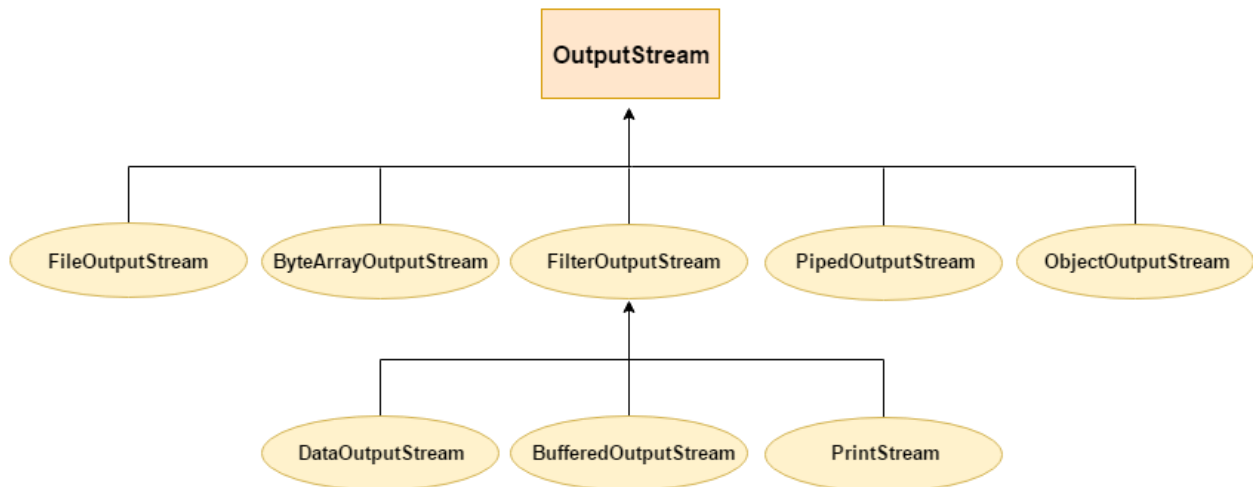 OutputStream
FileOutputStream
ByteArrayOutputStream
FilterOutputStream
PipedOutputStream
ObjectOutputStream
DataOutputStream
BufferedOutputStream
PrintStream